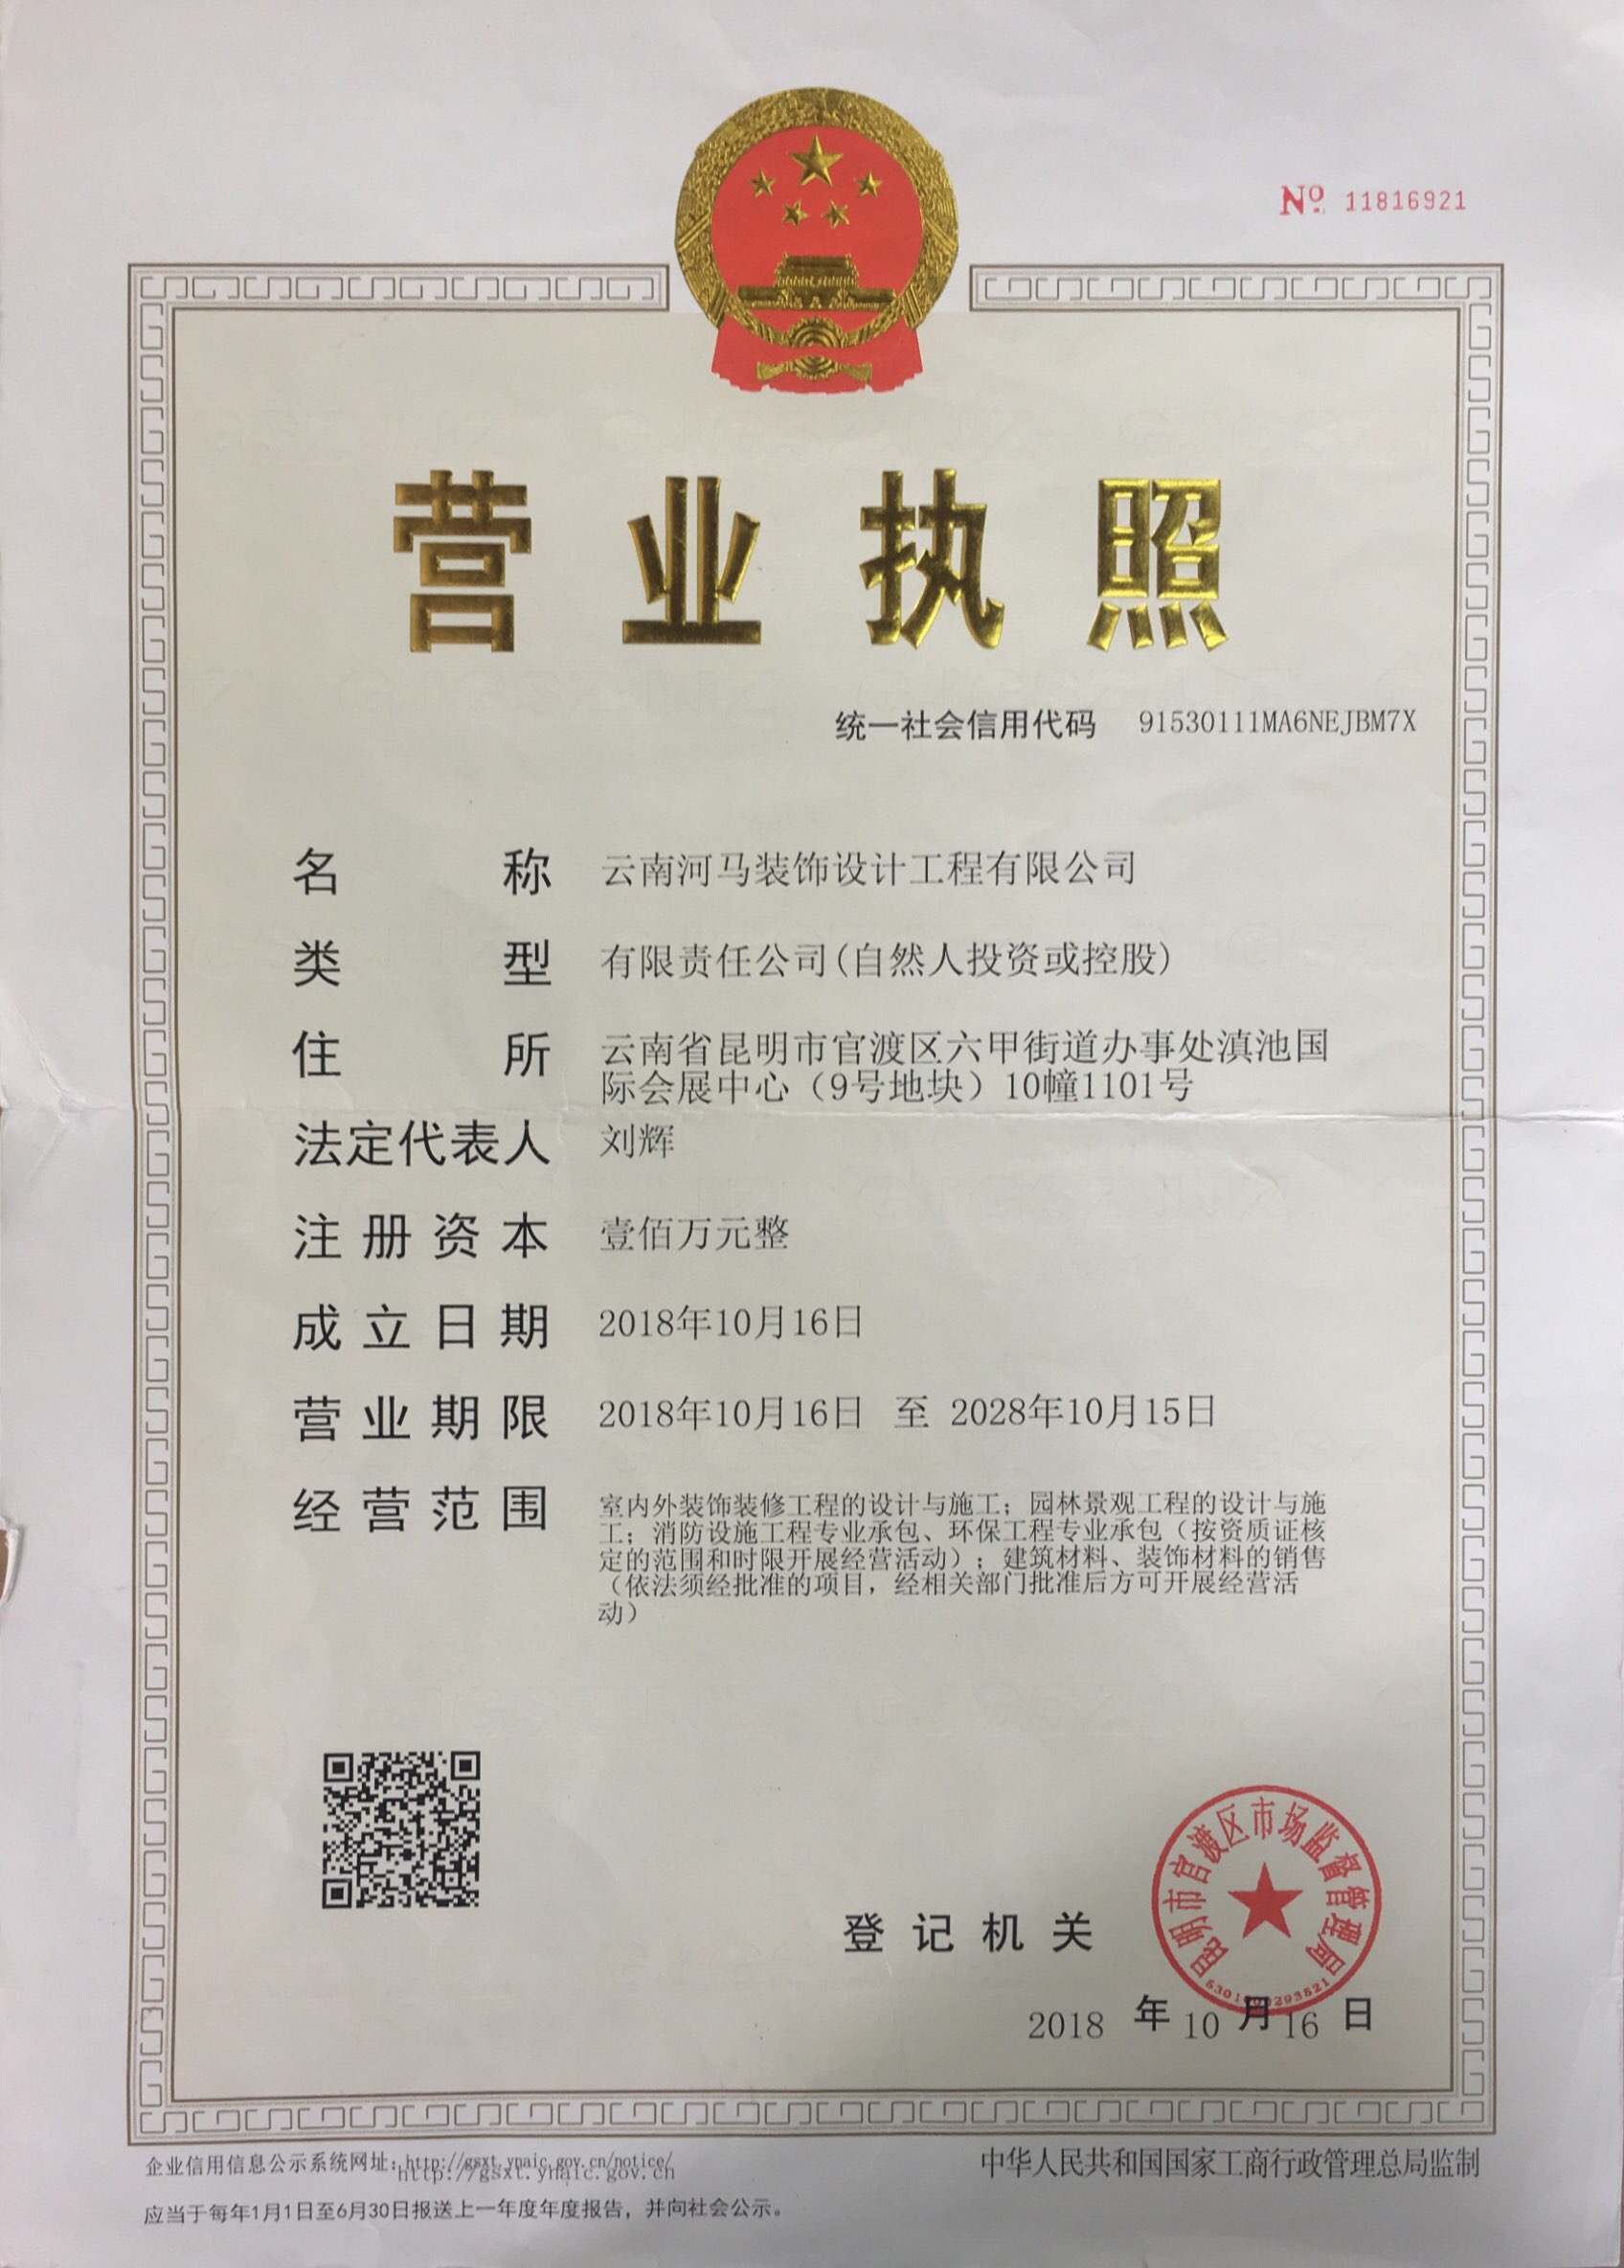 № 11816921
营业执照
统一社会信用代码 91530111MA6NEJBM7X
名称 云南河马装饰设计工程有限公司
类型 有限责任公司(自然人投资或控股)
住所 云南省昆明市官渡区六甲街道办事处滇池国
际会展中心（9号地块）10幢1101号
法定代表人 刘辉
注册资本 壹佰万元整
成立日期 2018年10月16日
营业期限 2018年10月16日 至 2028年10月15日
经营范围 室内外装饰装修工程的设计与施工；园林景观工程的设计与施
工；消防设施工程专业承包、环保工程专业承包（按资质证核
定的范围和时限开展经营活动）；建筑材料、装饰材料的销售
（依法须经批准的项目，经相关部门批准后方可开展经营活
动）
昆明市官渡区市场监督管理局
登记机关
2018 年 10 月 16 日
企业信用信息公示系统网址：http://gsxt.ynaic.gov.cn/notice/
http://gsxt.ynaic.gov.cn
中华人民共和国国家工商行政管理总局监制
应当于每年1月1日至6月30日报送上一年度年度报告，并向社会公示。